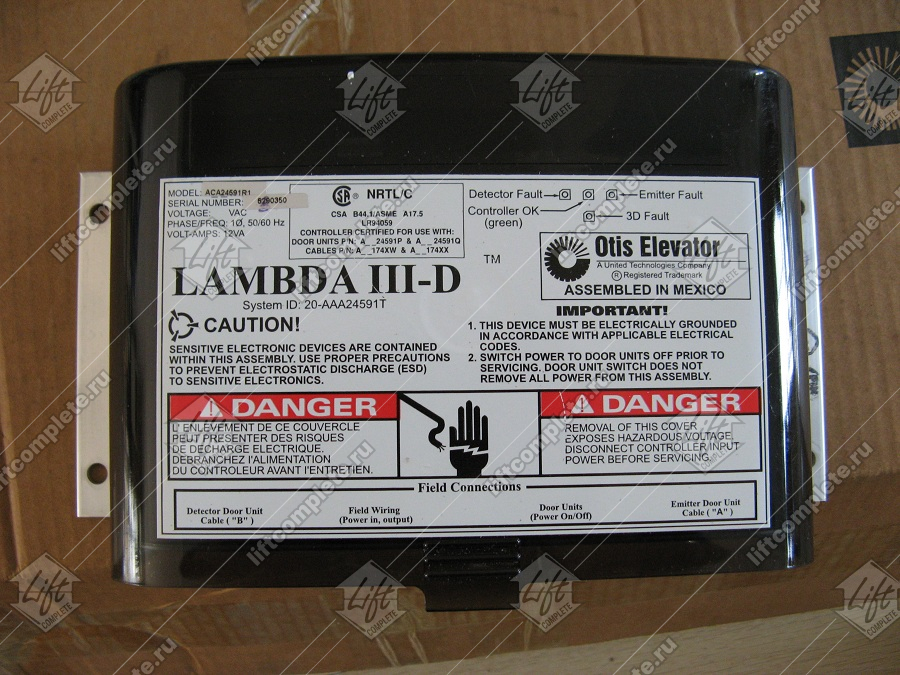 MODEL: ACA24591R1
SERIAL NUMBER: 6290350
VOLTAGE: VAC
PHASE/FREQ: 1Ø, 50/60 Hz
VOLT-AMPS: 12VA
NRTL/C
CSA B44.1/ASME A17.5
LR94059
CONTROLLER CERTIFIED FOR USE WITH:
DOOR UNITS P/N: A__24591P & A__24591Q
CABLES P/N: A__174XW & A__174XX
Detector Fault
Emitter Fault
Controller OK
(green)
3D Fault
LAMBDA III-D ™
System ID: 20-AAA24591T
Otis Elevator
A United Technologies Company
® Registered Trademark
ASSEMBLED IN MEXICO
CAUTION!
SENSITIVE ELECTRONIC DEVICES ARE CONTAINED
WITHIN THIS ASSEMBLY. USE PROPER PRECAUTIONS
TO PREVENT ELECTROSTATIC DISCHARGE (ESD)
TO SENSITIVE ELECTRONICS.
IMPORTANT!
1. THIS DEVICE MUST BE ELECTRICALLY GROUNDED
IN ACCORDANCE WITH APPLICABLE ELECTRICAL
CODES.
2. SWITCH POWER TO DOOR UNITS OFF PRIOR TO
SERVICING. DOOR UNIT SWITCH DOES NOT
REMOVE ALL POWER FROM THIS ASSEMBLY.
DANGER
L'ENLÈVEMENT DE CE COUVERCLE
PEUT PRÉSENTER DES RISQUES
DE DÉCHARGE ÉLECTRIQUE.
DÉBRANCHEZ L'ALIMENTATION
DU CONTROLEUR AVANT L'ENTRETIEN.
DANGER
REMOVAL OF THIS COVER
EXPOSES HAZARDOUS VOLTAGE,
DISCONNECT CONTROLLER INPUT
POWER BEFORE SERVICING.
Field Connections
Detector Door Unit
Cable ( "B" )
Field Wiring
(Power in, output)
Door Units
(Power On/Off)
Emitter Door Unit
Cable ( "A" )
Lift
COMPLETE
liftcomplete.ru